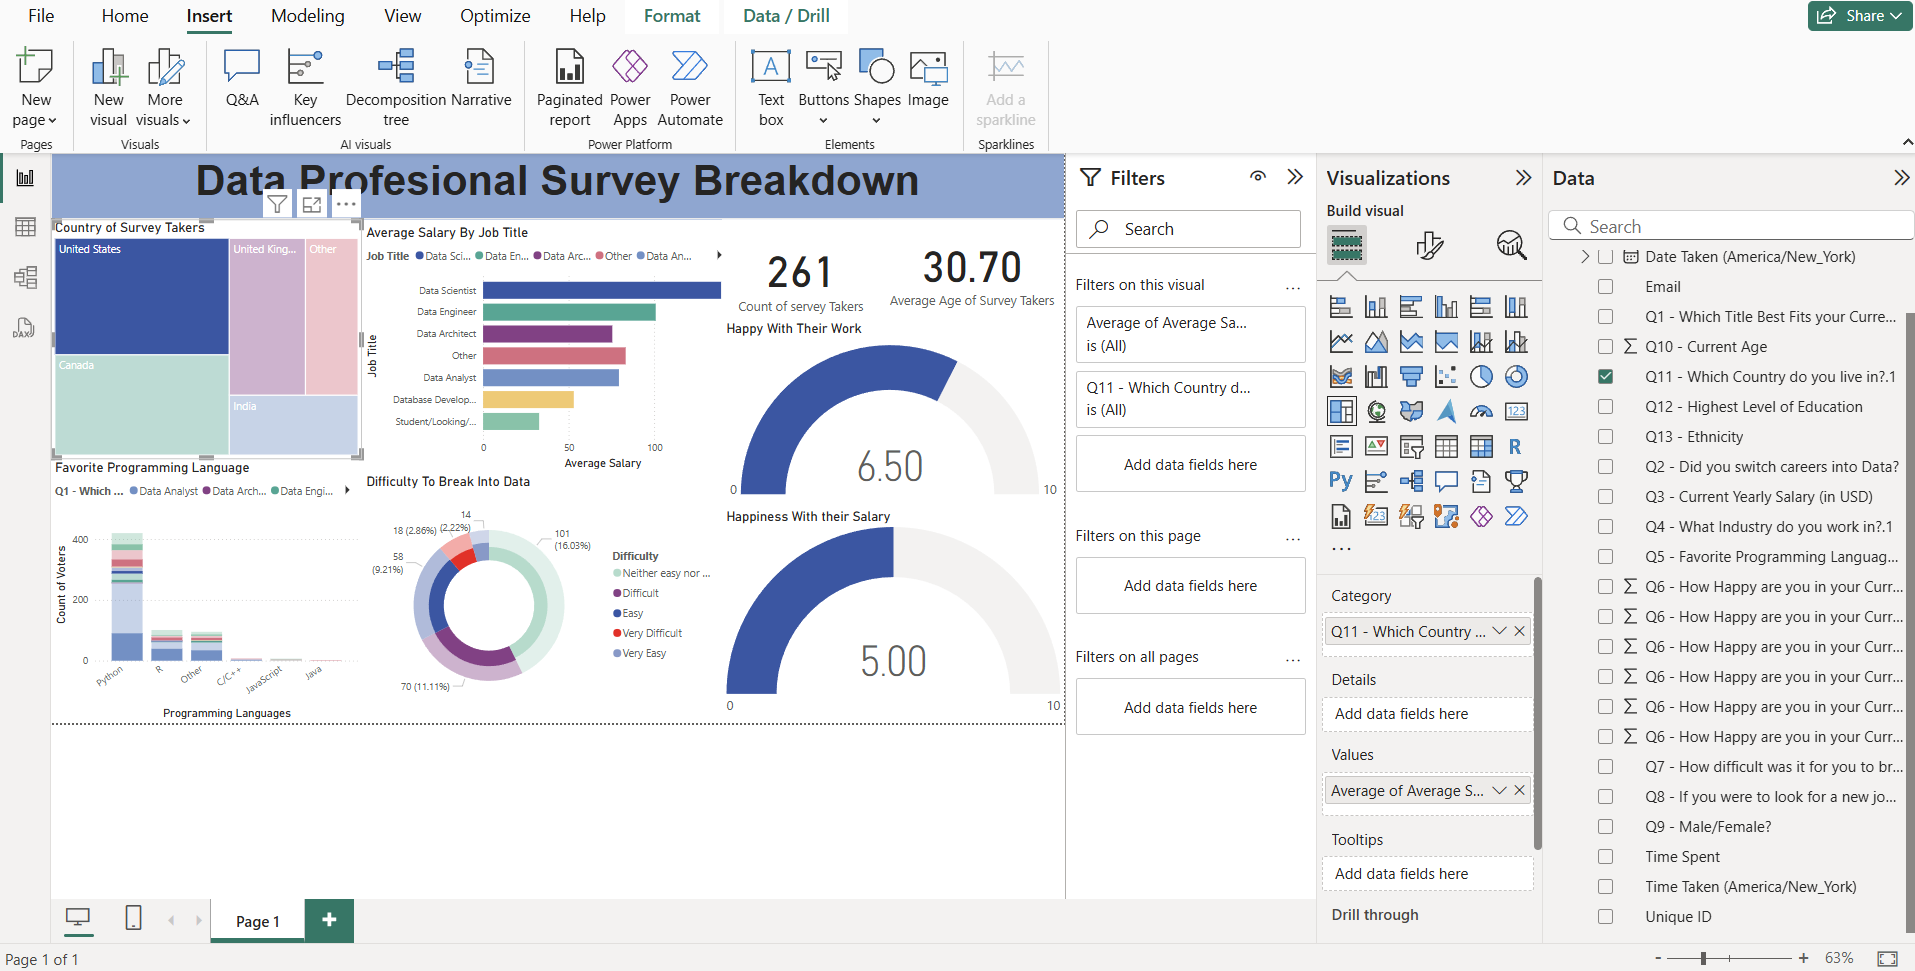 File Home Insert Modeling View Optimize Help Format Data / Drill Share
New page
New visual
More visuals
Q&A
Key influencers
Decomposition tree
Narrative
Paginated report
Power Apps
Power Automate
Text box
Buttons
Shapes
Image
Add a sparkline
Pages
Visuals
AI visuals
Power Platform
Elements
Sparklines
Data Profesional Survey Breakdown
Country of Survey Takers
United States
United King...
Other
Canada
India
Average Salary By Job Title
Job Title Data Sci... Data En... Data Arc... Other Data An...
Job Title
Data Scientist
Data Engineer
Data Architect
Other
Data Analyst
Database Develop...
Student/Looking/...
0 50 100
Average Salary
261
Count of servey Takers
30.70
Average Age of Survey Takers
Happy With Their Work
6.50
0 10
Favorite Programming Language
Q1 - Which ... Data Analyst Data Arch... Data Engi...
Count of Voters
400
200
0
Python R Other C/C++ JavaScript Java
Programming Languages
Difficulty To Break Into Data
14
(2.22%)
18 (2.86%)
58
(9.21%)
101
(16.03%)
70 (11.11%)
Difficulty
Neither easy nor ...
Difficult
Easy
Very Difficult
Very Easy
Happiness With their Salary
5.00
0 10
Filters
Search
Filters on this visual ...
Average of Average Sa...
is (All)
Q11 - Which Country d...
is (All)
Add data fields here
Filters on this page ...
Add data fields here
Filters on all pages ...
Add data fields here
Visualizations
Build visual
123
R
Py
123
...
Category
Q11 - Which Country ...
Details
Add data fields here
Values
Average of Average S...
Tooltips
Add data fields here
Drill through
Data
Search
Date Taken (America/New_York)
Email
Q1 - Which Title Best Fits your Curre...
Q10 - Current Age
Q11 - Which Country do you live in?.1
Q12 - Highest Level of Education
Q13 - Ethnicity
Q2 - Did you switch careers into Data?
Q3 - Current Yearly Salary (in USD)
Q4 - What Industry do you work in?.1
Q5 - Favorite Programming Languag...
Q6 - How Happy are you in your Curr...
Q6 - How Happy are you in your Curr...
Q6 - How Happy are you in your Curr...
Q6 - How Happy are you in your Curr...
Q6 - How Happy are you in your Curr...
Q6 - How Happy are you in your Curr...
Q7 - How difficult was it for you to br...
Q8 - If you were to look for a new jo...
Q9 - Male/Female?
Time Spent
Time Taken (America/New_York)
Unique ID
DAX
Page 1
Page 1 of 1
- + 63%